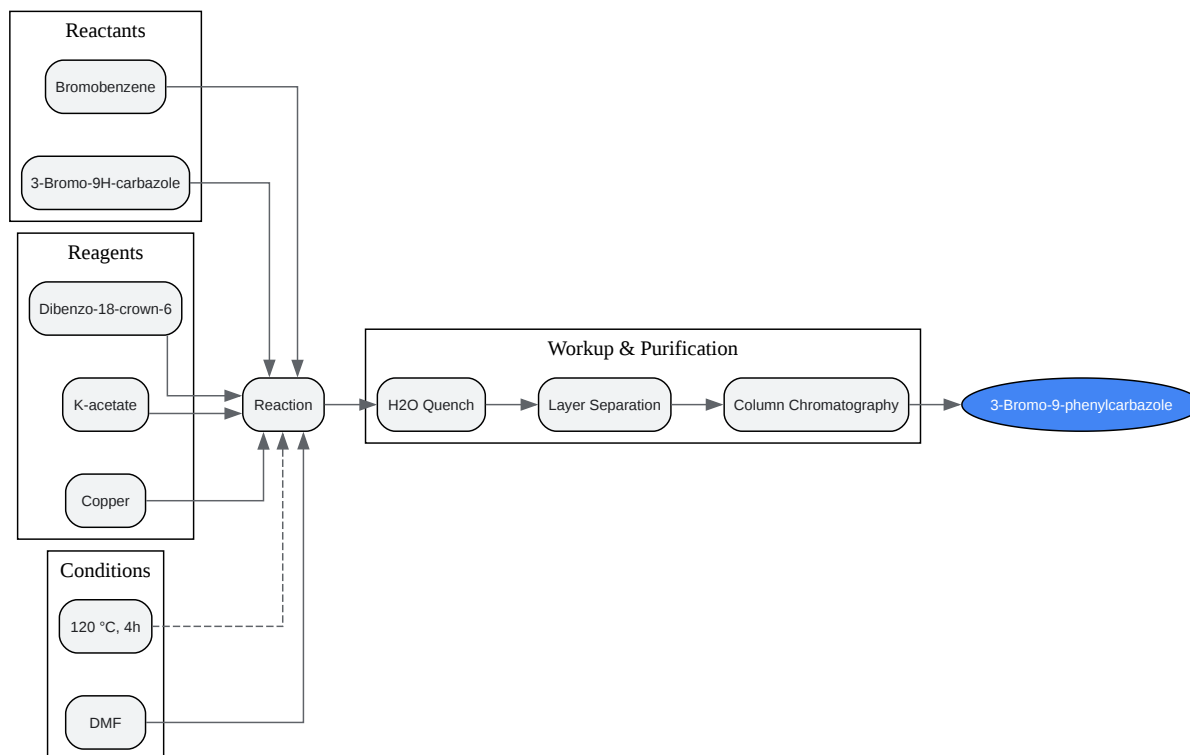 Reactants
Bromobenzene
3-Bromo-9H-carbazole
Reagents
Dibenzo-18-crown-6
K-acetate
Copper
Conditions
120 °C, 4h
DMF
Reaction
Workup & Purification
H2O Quench
Layer Separation
Column Chromatography
3-Bromo-9-phenylcarbazole